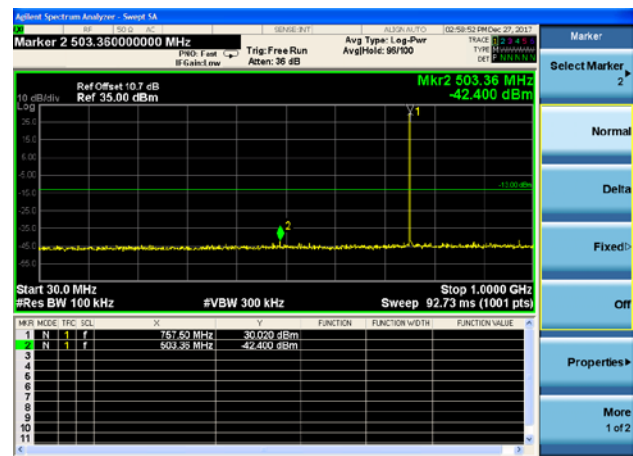 Agilent Spectrum Analyzer - Swept SA
RF 50 Ω AC SENSE:INT ALIGN AUTO 02:58:52 PM Dec 27, 2017
Marker 2 503.360000000 MHz
PNO: Fast Trig: Free Run
IFGain:Low Atten: 36 dB
Avg Type: Log-Pwr
Avg|Hold: 96/100
TRACE 1 2 3 4 5 6
TYPE
DET P N N N N N
Ref Offset 10.7 dB
10 dB/div Ref 35.00 dBm
Mkr2 503.36 MHz
-42.400 dBm
Log
25.0
15.0
5.00
-5.00
-15.0
-25.0
-35.0
-45.0
-55.0
1
-13.00 dBm
2
Start 30.0 MHz Stop 1.0000 GHz
#Res BW 100 kHz #VBW 300 kHz Sweep 92.73 ms (1001 pts)
MKR MODE TRC SCL X Y FUNCTION FUNCTION WIDTH FUNCTION VALUE
1 N 1 f 757.50 MHz 30.020 dBm
2 N 1 f 503.36 MHz -42.400 dBm
3
4
5
6
7
8
9
10
11
Marker
Select Marker
2
Normal
Delta
Fixed
Off
Properties
More
1 of 2